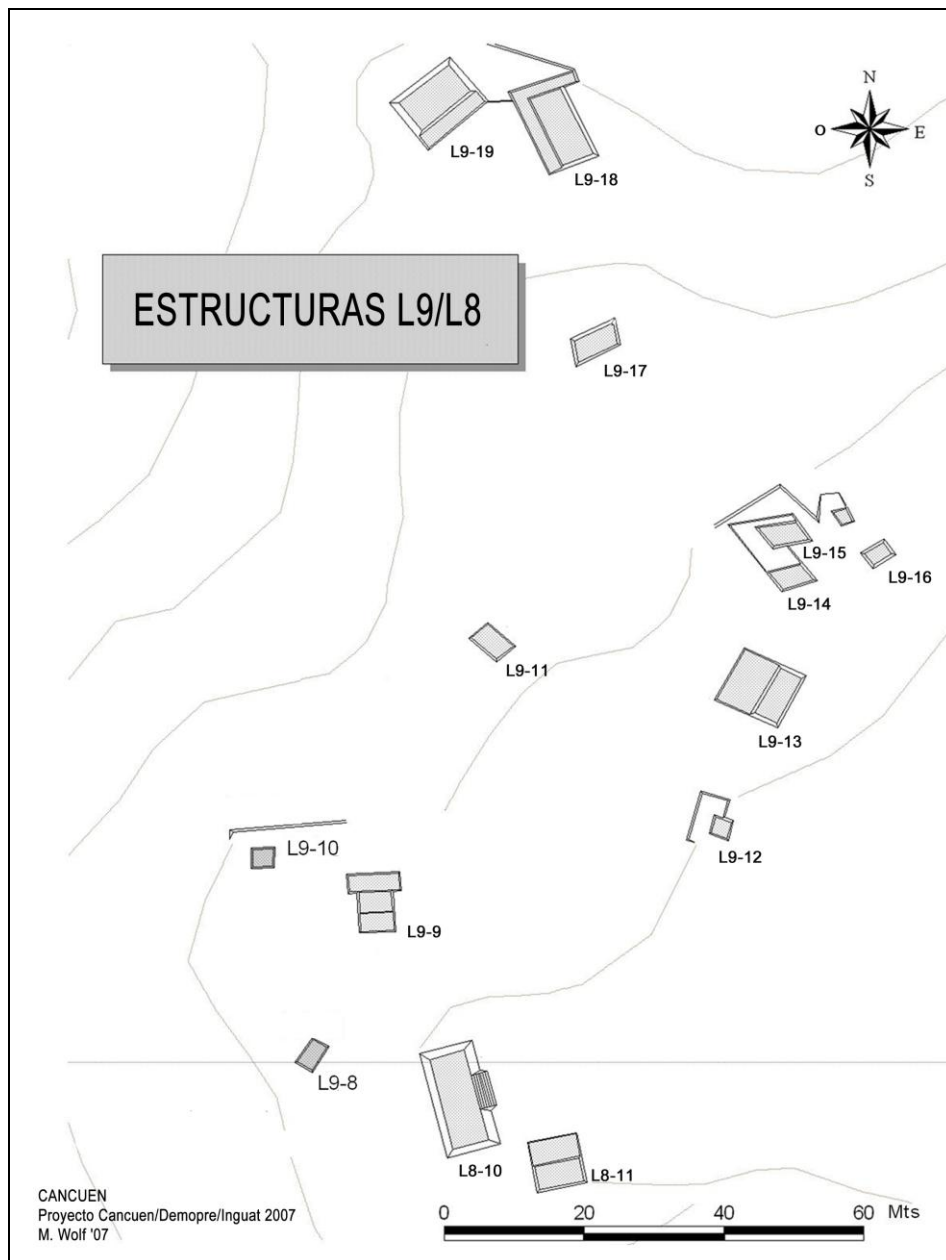 N
O E
S
L9-19
L9-18
ESTRUCTURAS L9/L8
L9-17
L9-15
L9-16
L9-14
L9-11
L9-13
L9-12
L9-10
L9-9
L9-8
L8-10
L8-11
CANCUEN
Proyecto Cancuen/Demopre/Inguat 2007
M. Wolf '07
0 20 40 60 Mts